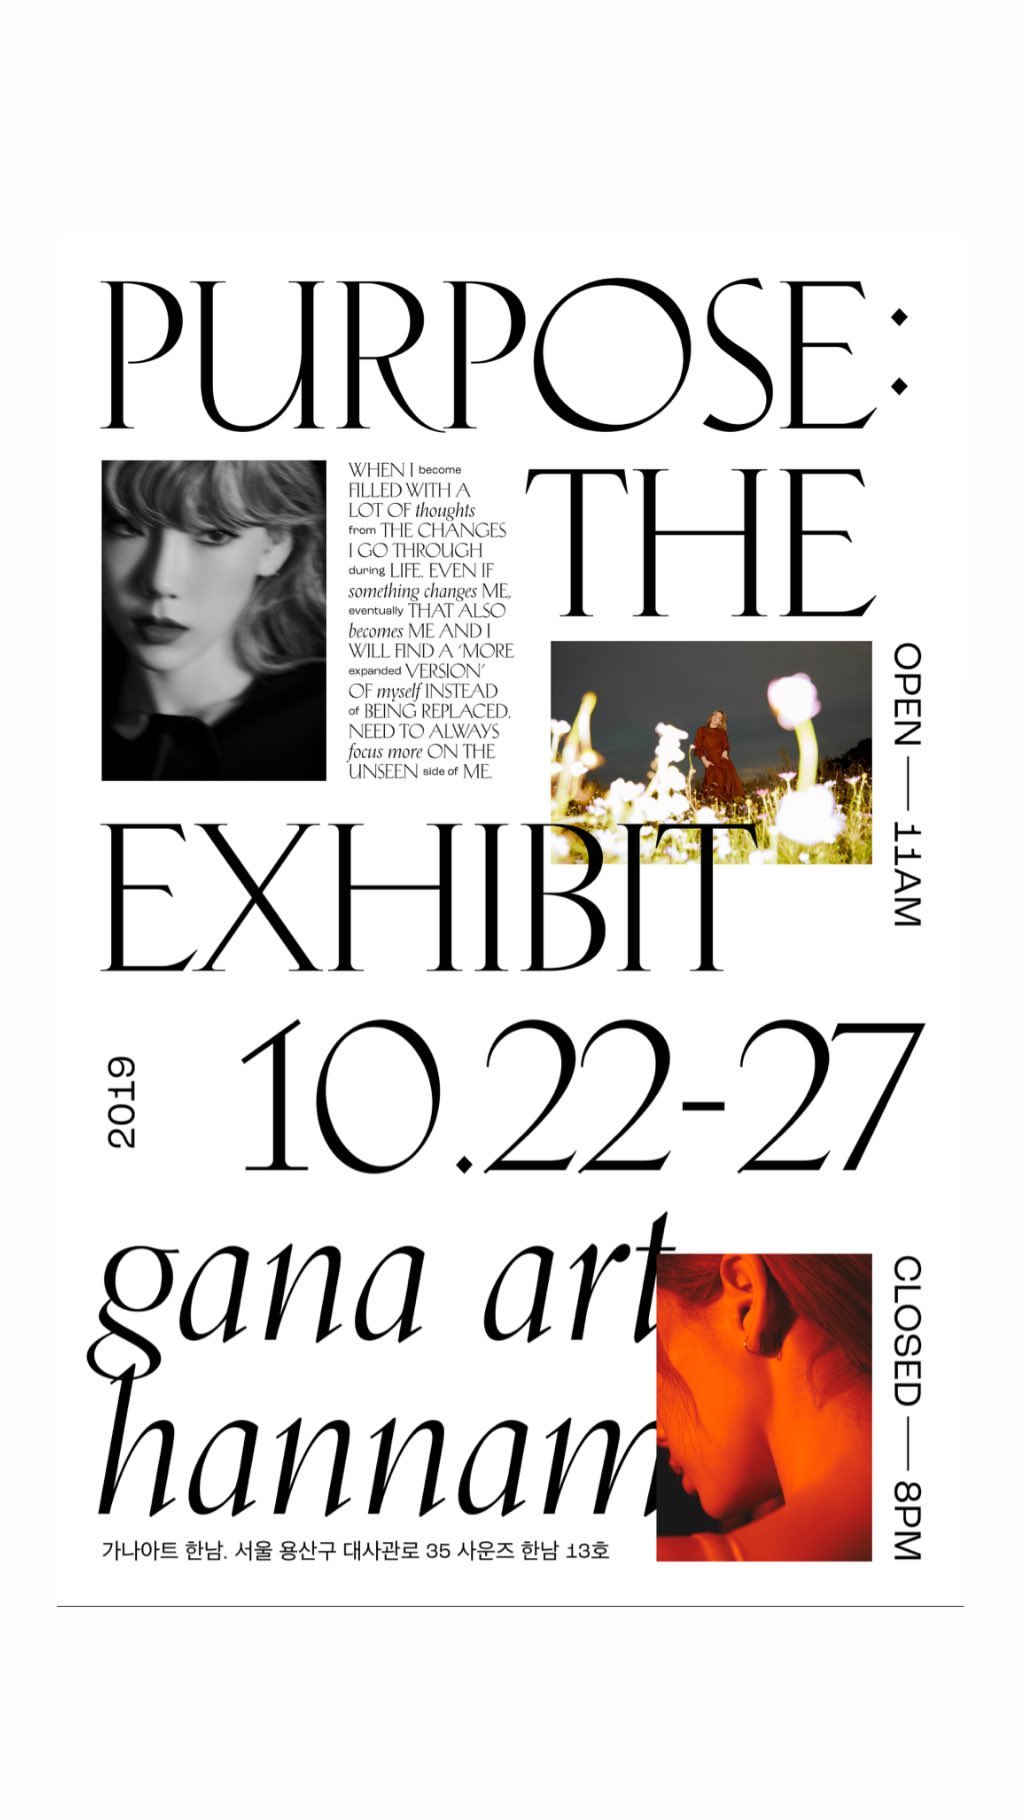 PURPOSE:
WHEN I become
FILLED WITH A
LOT OF thoughts
from THE CHANGES
I GO THROUGH
during LIFE. EVEN IF
something changes ME,
eventually THAT ALSO
becomes ME AND I
WILL FIND A ‘MORE
expanded VERSION’
OF myself INSTEAD
of BEING REPLACED.
NEED TO ALWAYS
focus more ON THE
UNSEEN side of ME.
THE
OPEN — 11AM
EXHIBIT
2019
10.22-27
gana art
hannam
CLOSED — 8PM
가나아트 한남. 서울 용산구 대사관로 35 사운즈 한남 13호